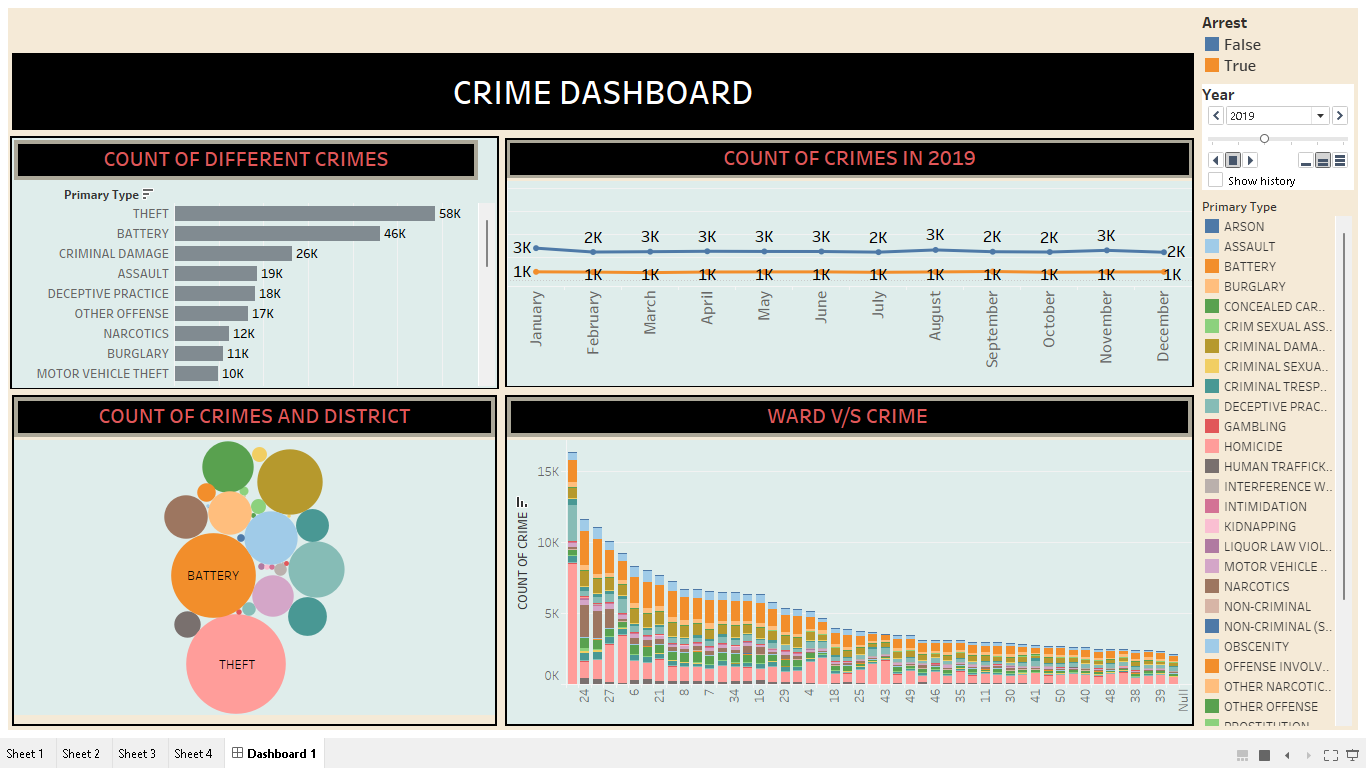 CRIME DASHBOARD
Arrest
False
True
Year
2019
Show history
COUNT OF DIFFERENT CRIMES
Primary Type
THEFT 58K
BATTERY 46K
CRIMINAL DAMAGE 26K
ASSAULT 19K
DECEPTIVE PRACTICE 18K
OTHER OFFENSE 17K
NARCOTICS 12K
BURGLARY 11K
MOTOR VEHICLE THEFT 10K
COUNT OF CRIMES IN 2019
3K 2K 3K 3K 3K 3K 2K 3K 2K 2K 3K 2K
1K 1K 1K 1K 1K 1K 1K 1K 1K 1K 1K 1K
January February March April May June July August September October November December
COUNT OF CRIMES AND DISTRICT
BATTERY
THEFT
WARD V/S CRIME
COUNT OF CRIME
15K
10K
5K
0K
24 27 6 21 8 7 34 16 29 4 18 25 43 49 46 35 11 30 41 50 40 48 38 39 Null
Primary Type
ARSON
ASSAULT
BATTERY
BURGLARY
CONCEALED CAR..
CRIM SEXUAL ASS..
CRIMINAL DAMA..
CRIMINAL SEXUA..
CRIMINAL TRESP..
DECEPTIVE PRAC..
GAMBLING
HOMICIDE
HUMAN TRAFFICK..
INTERFERENCE W..
INTIMIDATION
KIDNAPPING
LIQUOR LAW VIOL..
MOTOR VEHICLE ..
NARCOTICS
NON-CRIMINAL
NON-CRIMINAL (S..
OBSCENITY
OFFENSE INVOLV..
OTHER NARCOTIC..
OTHER OFFENSE
PROSTITUTION
Sheet 1 Sheet 2 Sheet 3 Sheet 4 Dashboard 1